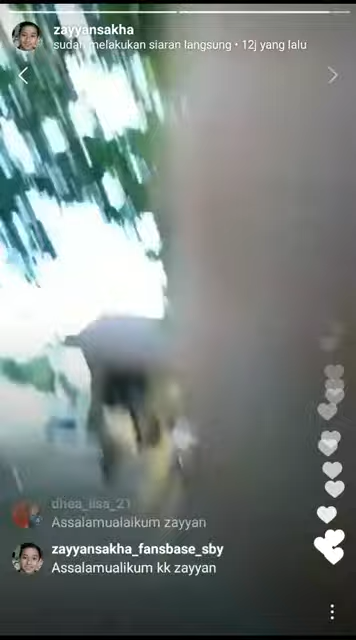 zayyansakha
sudah melakukan siaran langsung • 12j yang lalu
dhea_lisa_21
Assalamualaikum zayyan
zayyansakha_fansbase_sby
Assalamualikum kk zayyan